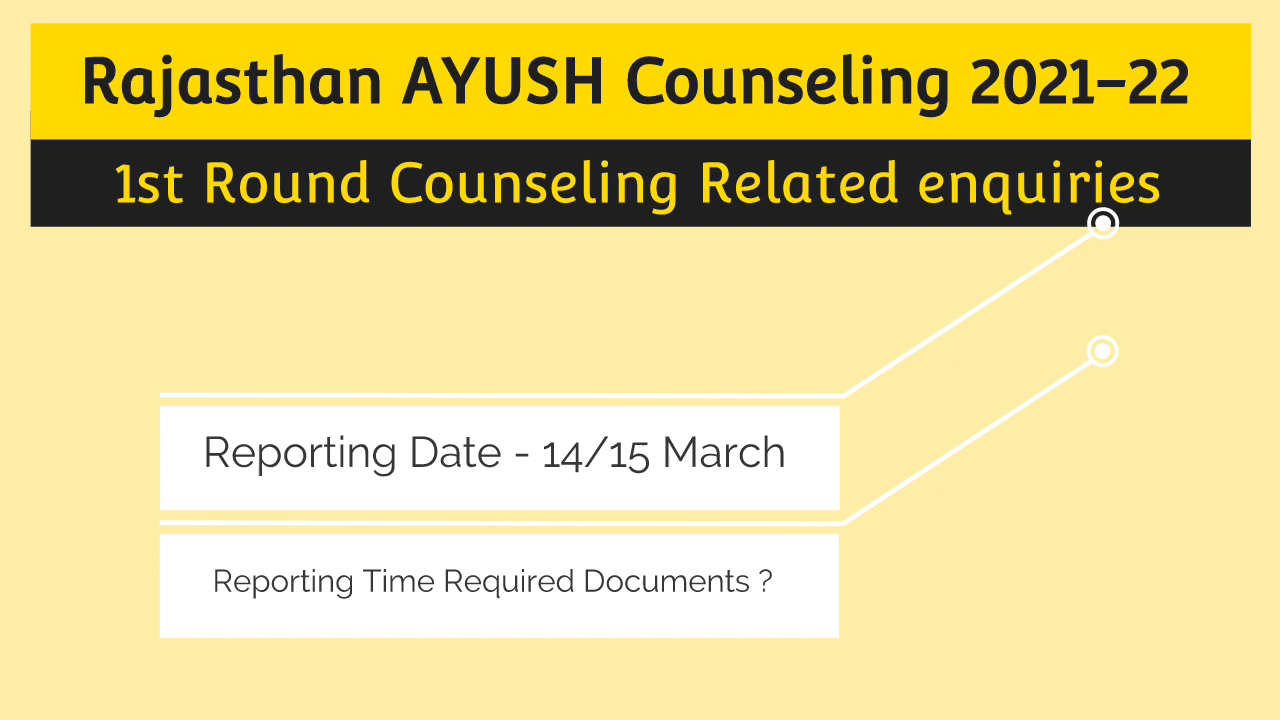 Rajasthan AYUSH Counseling 2021-22
1st Round Counseling Related enquiries
Reporting Date - 14/15 March
Reporting Time Required Documents ?